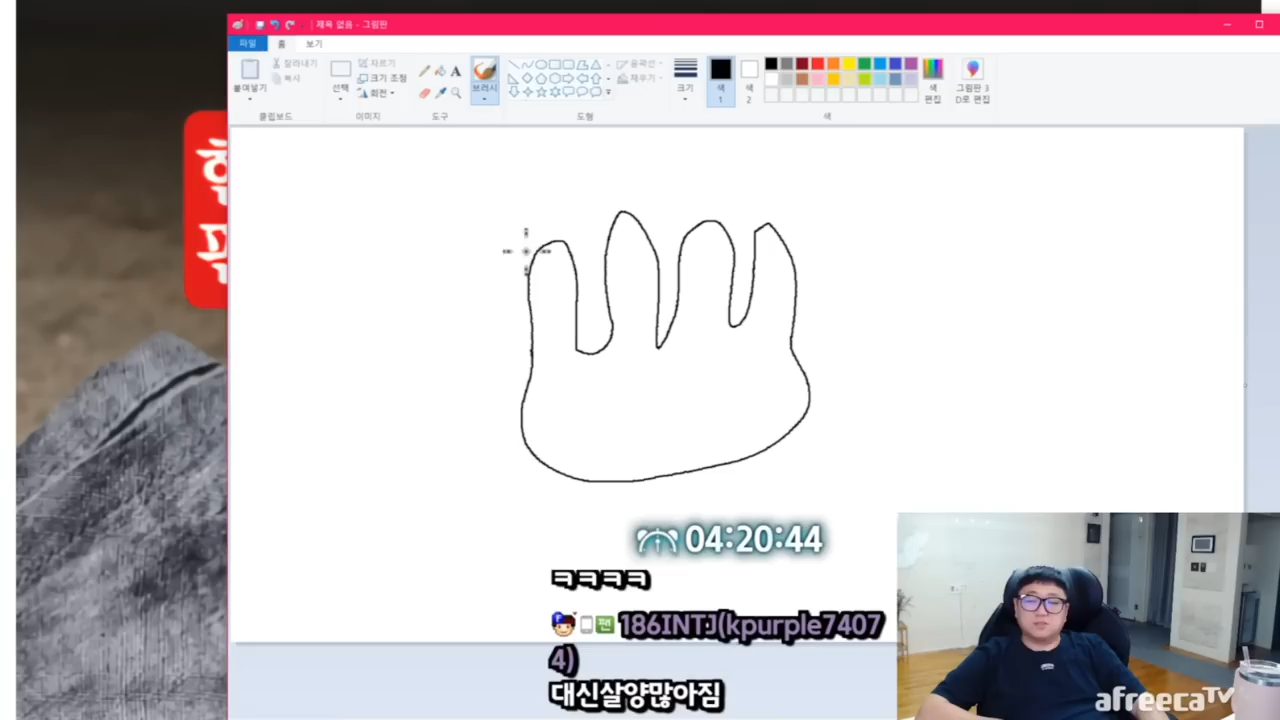 제목 없음 - 그림판
파일 홈 보기
붙여넣기
잘라내기
복사
클립보드
선택
자르기
크기 조정
회전
이미지
A
도구
브러시
윤곽선
채우기
도형
크기
색
1
색
2
색
편집
그림판 3
D로 편집
색
04:20:44
ㅋㅋㅋㅋ
팬 186INTJ(kpurple7407
4)
대신살양많아짐
afreecaTV